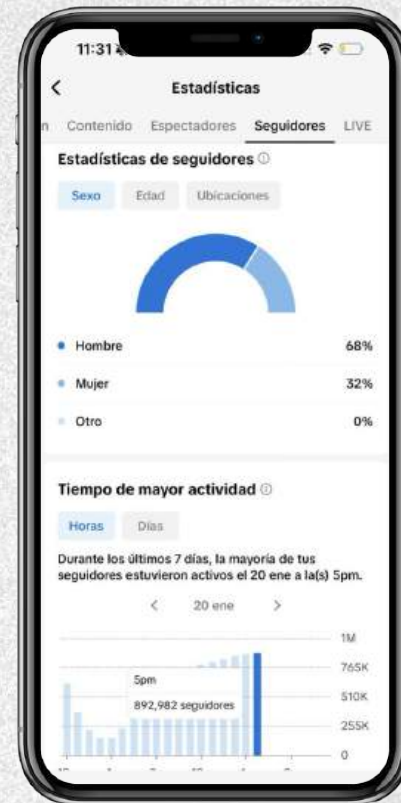 11:31
Estadísticas
n Contenido Espectadores Seguidores LIVE
Estadísticas de seguidores
Sexo Edad Ubicaciones
Hombre 68%
Mujer 32%
Otro 0%
Tiempo de mayor actividad
Horas Días
Durante los últimos 7 días, la mayoría de tus
seguidores estuvieron activos el 20 ene a la(s) 5pm.
< 20 ene >
1M
765K
5pm
892,982 seguidores
510K
255K
0